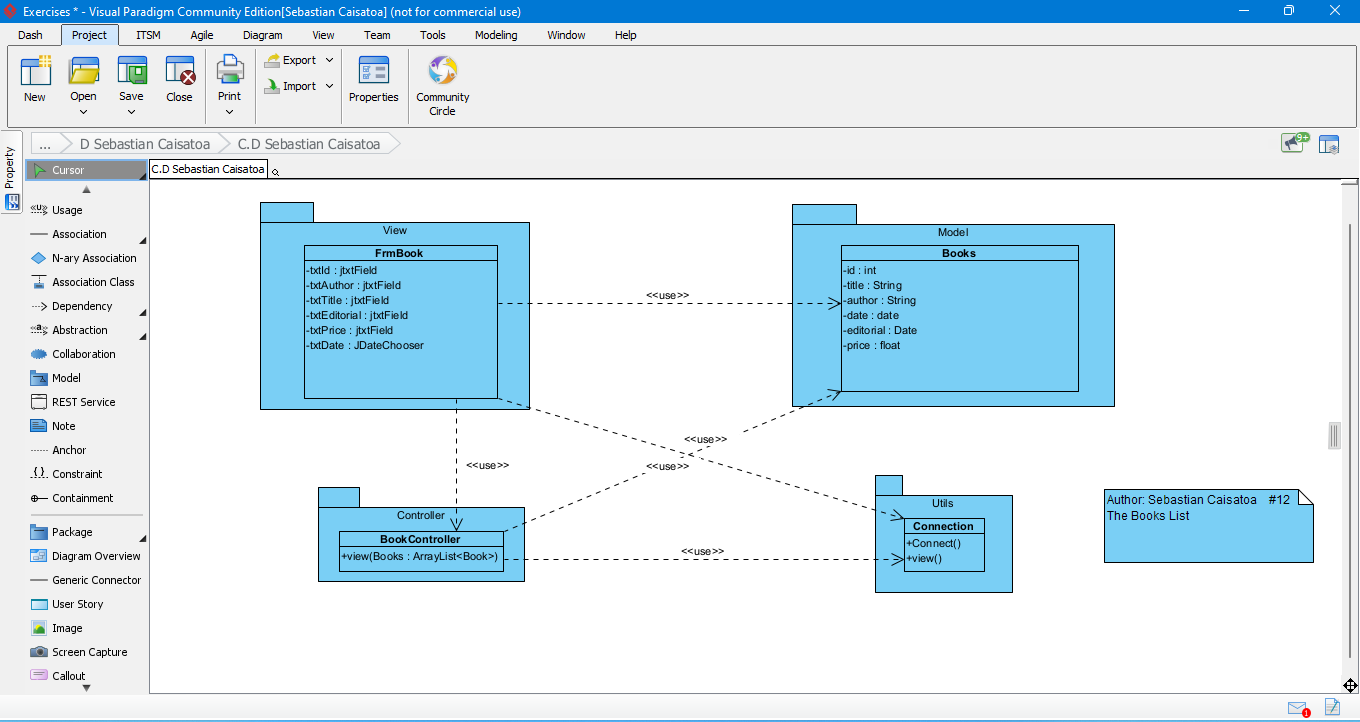 Exercises * - Visual Paradigm Community Edition[Sebastian Caisatoa] (not for commercial use)
Dash Project ITSM Agile Diagram View Team Tools Modeling Window Help
New Open Save Close Print Export Import Properties Community Circle
... D Sebastian Caisatoa C.D Sebastian Caisatoa
9+
Property
Cursor
C.D Sebastian Caisatoa
<<U>> Usage
Association
N-ary Association
Association Class
Dependency
<<a>> Abstraction
Collaboration
Model
REST Service
Note
Anchor
{} Constraint
Containment
Package
Diagram Overview
Generic Connector
User Story
Image
Screen Capture
Callout
View
FrmBook
-txtId : jtxtField
-txtAuthor : jtxtField
-txtTitle : jtxtField
-txtEditorial : jtxtField
-txtPrice : jtxtField
-txtDate : JDateChooser
<<use>>
Model
Books
-id : int
-title : String
-author : String
-date : date
-editorial : Date
-price : float
<<use>>
<<use>>
<<use>>
Controller
BookController
+view(Books : ArrayList<Book>)
<<use>>
Utils
Connection
+Connect()
+view()
Author: Sebastian Caisatoa #12
The Books List
1